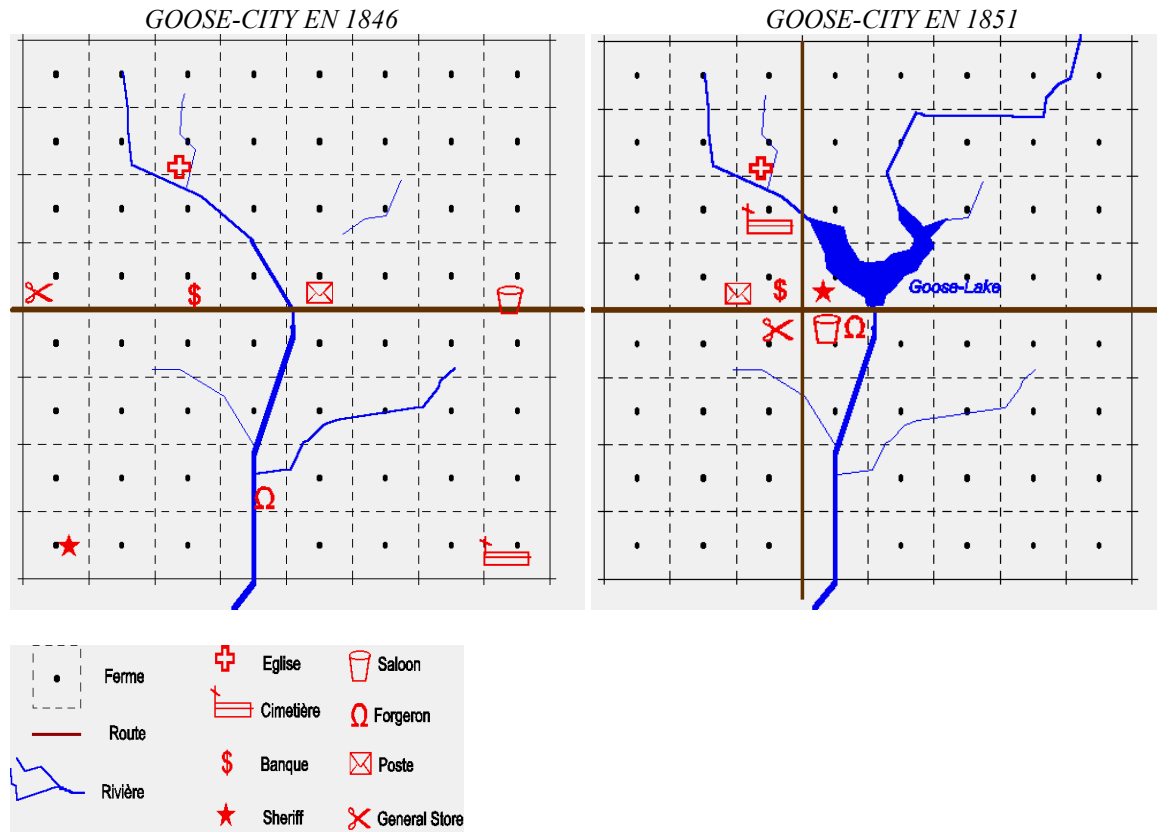 GOOSE-CITY EN 1846
GOOSE-CITY EN 1851
Goose-Lake
Ferme
Route
Rivière
Eglise
Cimetière
Banque
Sheriff
Saloon
Forgeron
Poste
General Store